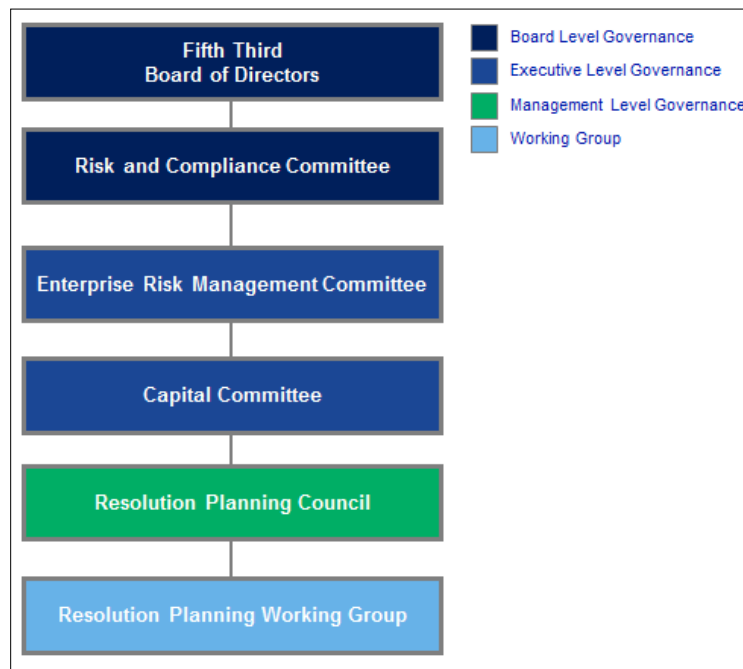 Fifth Third
Board of Directors
Risk and Compliance Committee
Enterprise Risk Management Committee
Capital Committee
Resolution Planning Council
Resolution Planning Working Group
Board Level Governance
Executive Level Governance
Management Level Governance
Working Group